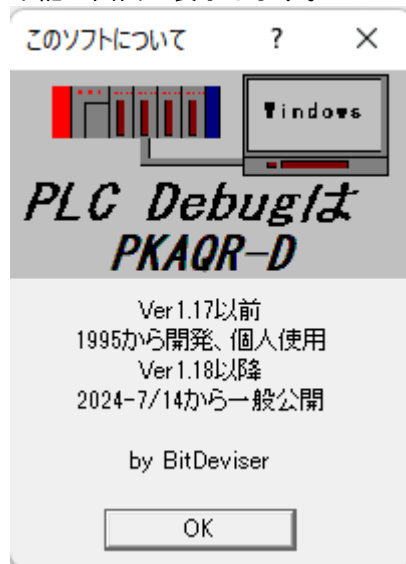 このソフトについて ? ×
Windows
PLC Debugは
PKAQR-D
Ver1.17以前
1995から開発、個人使用
Ver1.18以降
2024-7/14から一般公開
by BitDeviser
OK